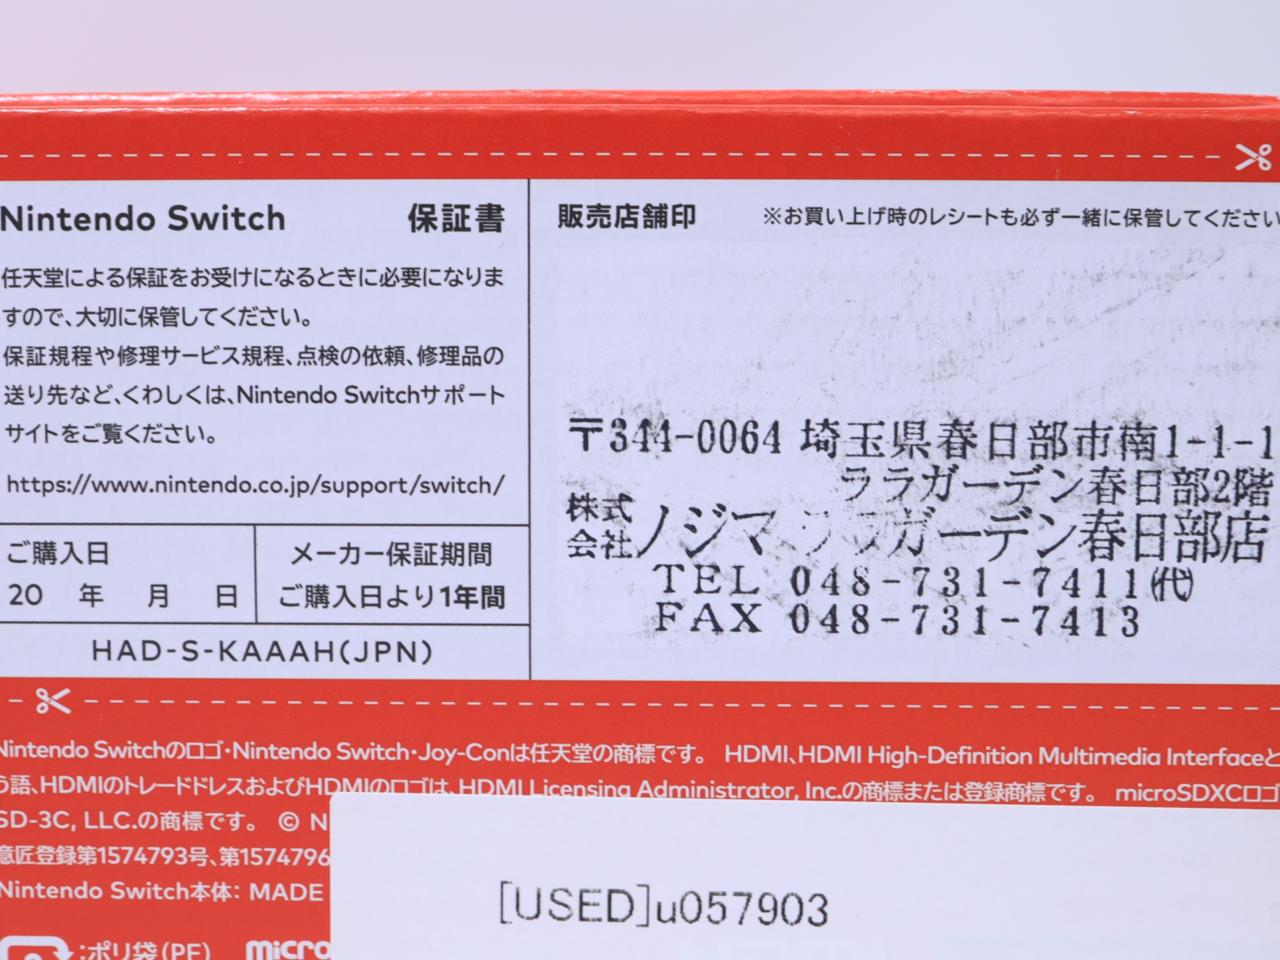 Nintendo Switch 保証書
任天堂による保証をお受けになるときに必要になりま
すので、大切に保管してください。
保証規程や修理サービス規程、点検の依頼、修理品の
送り先など、くわしくは、Nintendo Switchサポート
サイトをご覧ください。
https://www.nintendo.co.jp/support/switch/
ご購入日
20 年 月 日
メーカー保証期間
ご購入日より1年間
HAD-S-KAAAH(JPN)
販売店舗印 ※お買い上げ時のレシートも必ず一緒に保管してください
〒344-0064 埼玉県春日部市南1-1-1
ララガーデン春日部2階
株式
会社ノジマ ララガーデン春日部店
TEL 048-731-7411(代)
FAX 048-731-7413
Nintendo Switchのロゴ・Nintendo Switch・Joy-Conは任天堂の商標です。 HDMI、HDMI High-Definition Multimedia Interfaceと
う語、HDMIのトレードドレスおよびHDMIのロゴは、HDMI Licensing Administrator, Inc.の商標または登録商標です。 microSDXCロゴ
SD-3C, LLC.の商標です。 © N
意匠登録第1574793号、第1574796
Nintendo Switch本体: MADE
:ポリ袋(PE) micro
[USED]u057903